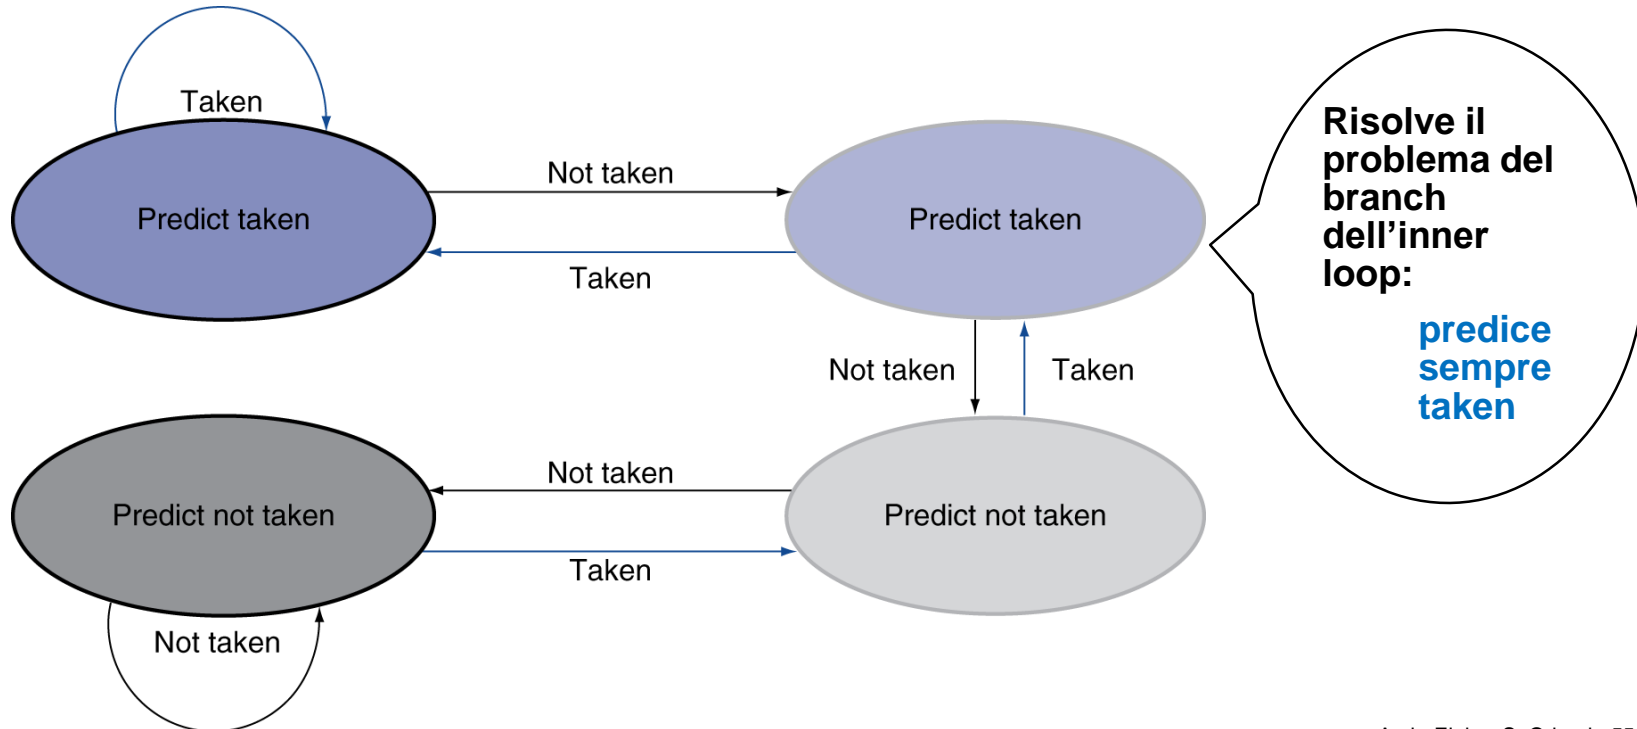 Taken
Predict taken
Not taken
Taken
Predict taken
Not taken
Taken
Predict not taken
Not taken
Taken
Predict not taken
Not taken
Risolve il
problema del
branch
dell’inner
loop:
predice
sempre
taken